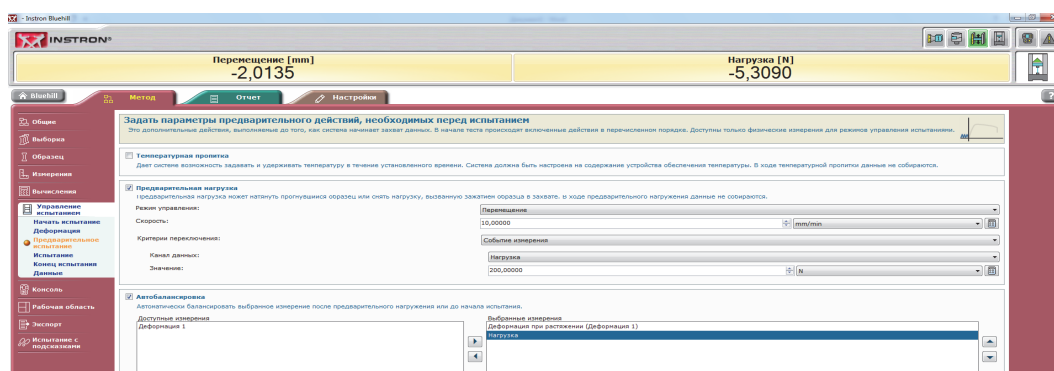 - Instron Bluehill
INSTRON®
Перемещение [mm]
-2,0135
Нагрузка [N]
-5,3090
Bluehill
Метод
Отчет
Настройки
?
Общие
Выборка
Образец
Измерения
Вычисления
Управление
испытанием
Начать испытание
Деформация
Предварительное
испытание
Испытание
Конец испытания
Данные
Консоль
Рабочая область
Экспорт
Испытание с
подсказками
Задать параметры предварительного действий, необходимых перед испытанием
Это дополнительные действия, выполняемые до того, как система начинает захват данных. В начале теста происходят включенные действия в перечисленном порядке. Доступны только физические измерения для режимов управления испытаниями.
Температурная пропитка
Дает системе возможность задавать и удерживать температуру в течение установленного времени. Система должна быть настроена на содержание устройства обеспечения температуры. В ходе температурной пропитки данные не собираются.
Предварительная нагрузка
Предварительная нагрузка может натянуть прогнувшийся образец или снять нагрузку, вызванную зажатием образца в захвате. В ходе предварительного нагружения данные не собираются.
Режим управления:
Перемещение
Скорость:
10,00000
mm/min
Критерии переключения:
Событие измерения
Канал данных:
Нагрузка
Значение:
200,00000
N
Автобалансировка
Автоматически балансировать выбранное измерение после предварительного нагружения или до начала испытания.
Доступные измерения
Деформация 1
Выбранные измерения
Деформация при растяжении (Деформация 1)
Нагрузка